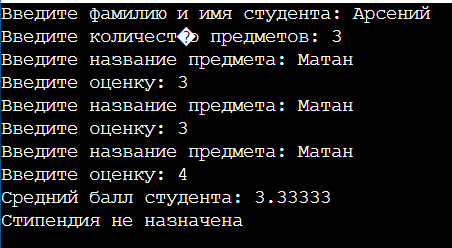 Введите фамилию и имя студента: Арсений
Введите количест�о предметов: 3
Введите название предмета: Матан
Введите оценку: 3
Введите название предмета: Матан
Введите оценку: 3
Введите название предмета: Матан
Введите оценку: 4
Средний балл студента: 3.33333
Стипендия не назначена